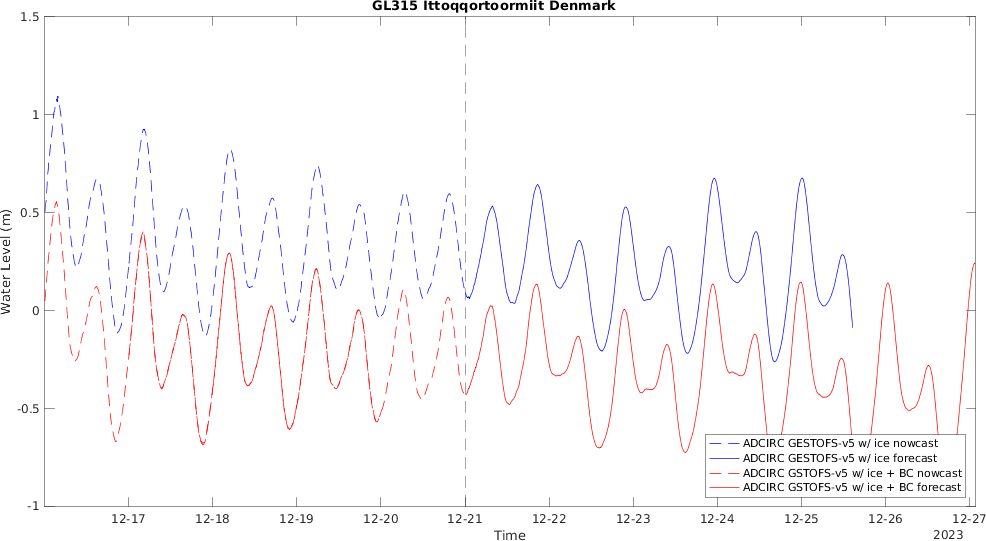 GL315 Ittoqqortoormiit Denmark
1.5
1
0.5
0
-0.5
-1
Water Level (m)
12-17 12-18 12-19 12-20 12-21 12-22 12-23 12-24 12-25 12-26 12-27
Time
2023
ADCIRC GESTOFS-v5 w/ ice nowcast
ADCIRC GESTOFS-v5 w/ ice forecast
ADCIRC GSTOFS-v5 w/ ice + BC nowcast
ADCIRC GSTOFS-v5 w/ ice + BC forecast